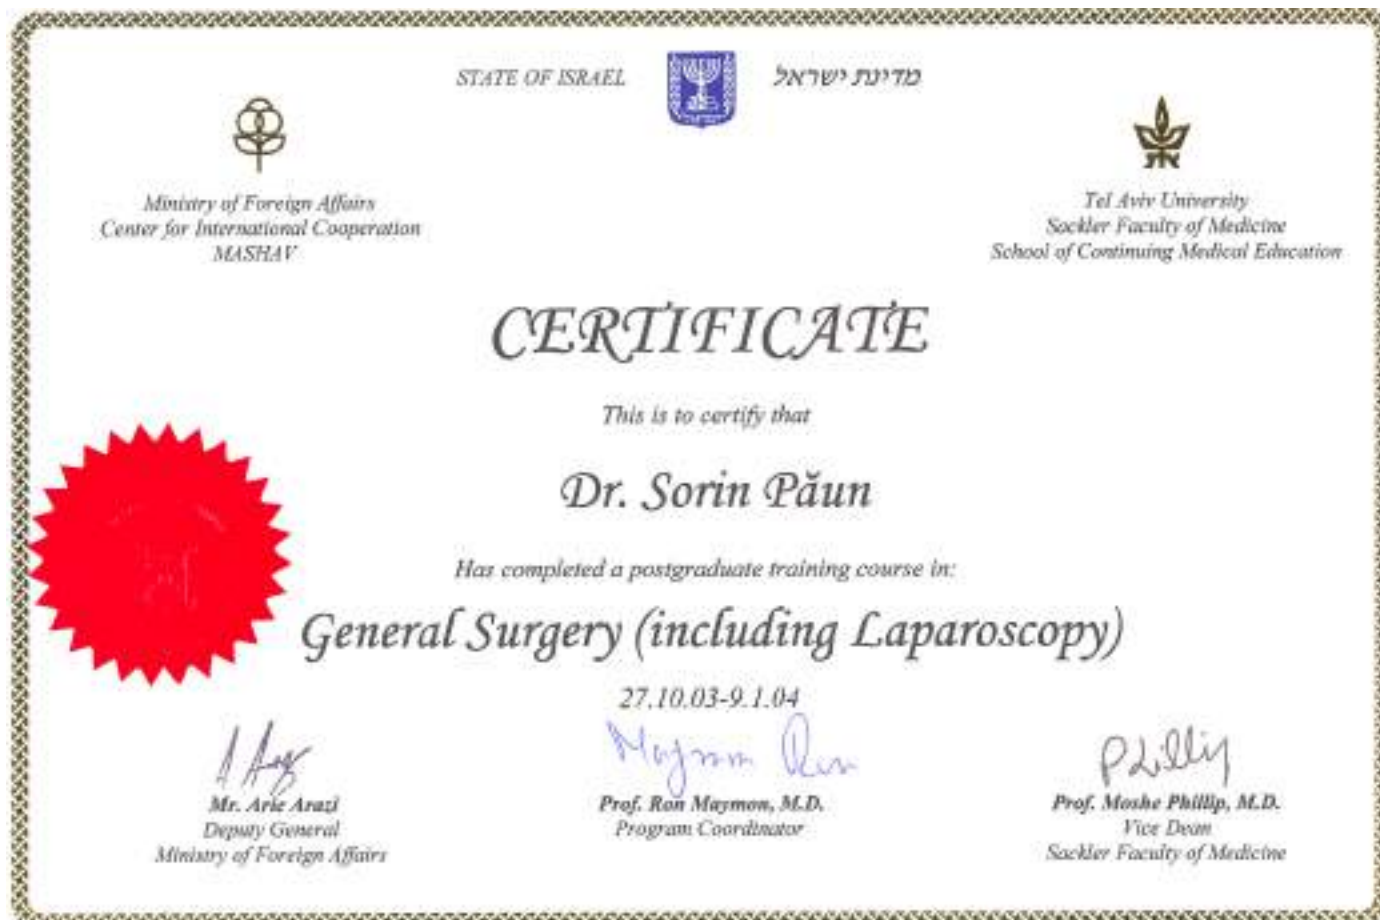 STATE OF ISRAEL
מדינת ישראל
Ministry of Foreign Affairs
Center for International Cooperation
MASHAV
Tel Aviv University
Sackler Faculty of Medicine
School of Continuing Medical Education
CERTIFICATE
This is to certify that
Dr. Sorin Păun
Has completed a postgraduate training course in:
General Surgery (including Laparoscopy)
27.10.03-9.1.04
Maymon Ron
Phillip
Mr. Arie Arazi
Deputy General
Ministry of Foreign Affairs
Prof. Ron Maymon, M.D.
Program Coordinator
Prof. Moshe Phillip, M.D.
Vice Dean
Sackler Faculty of Medicine